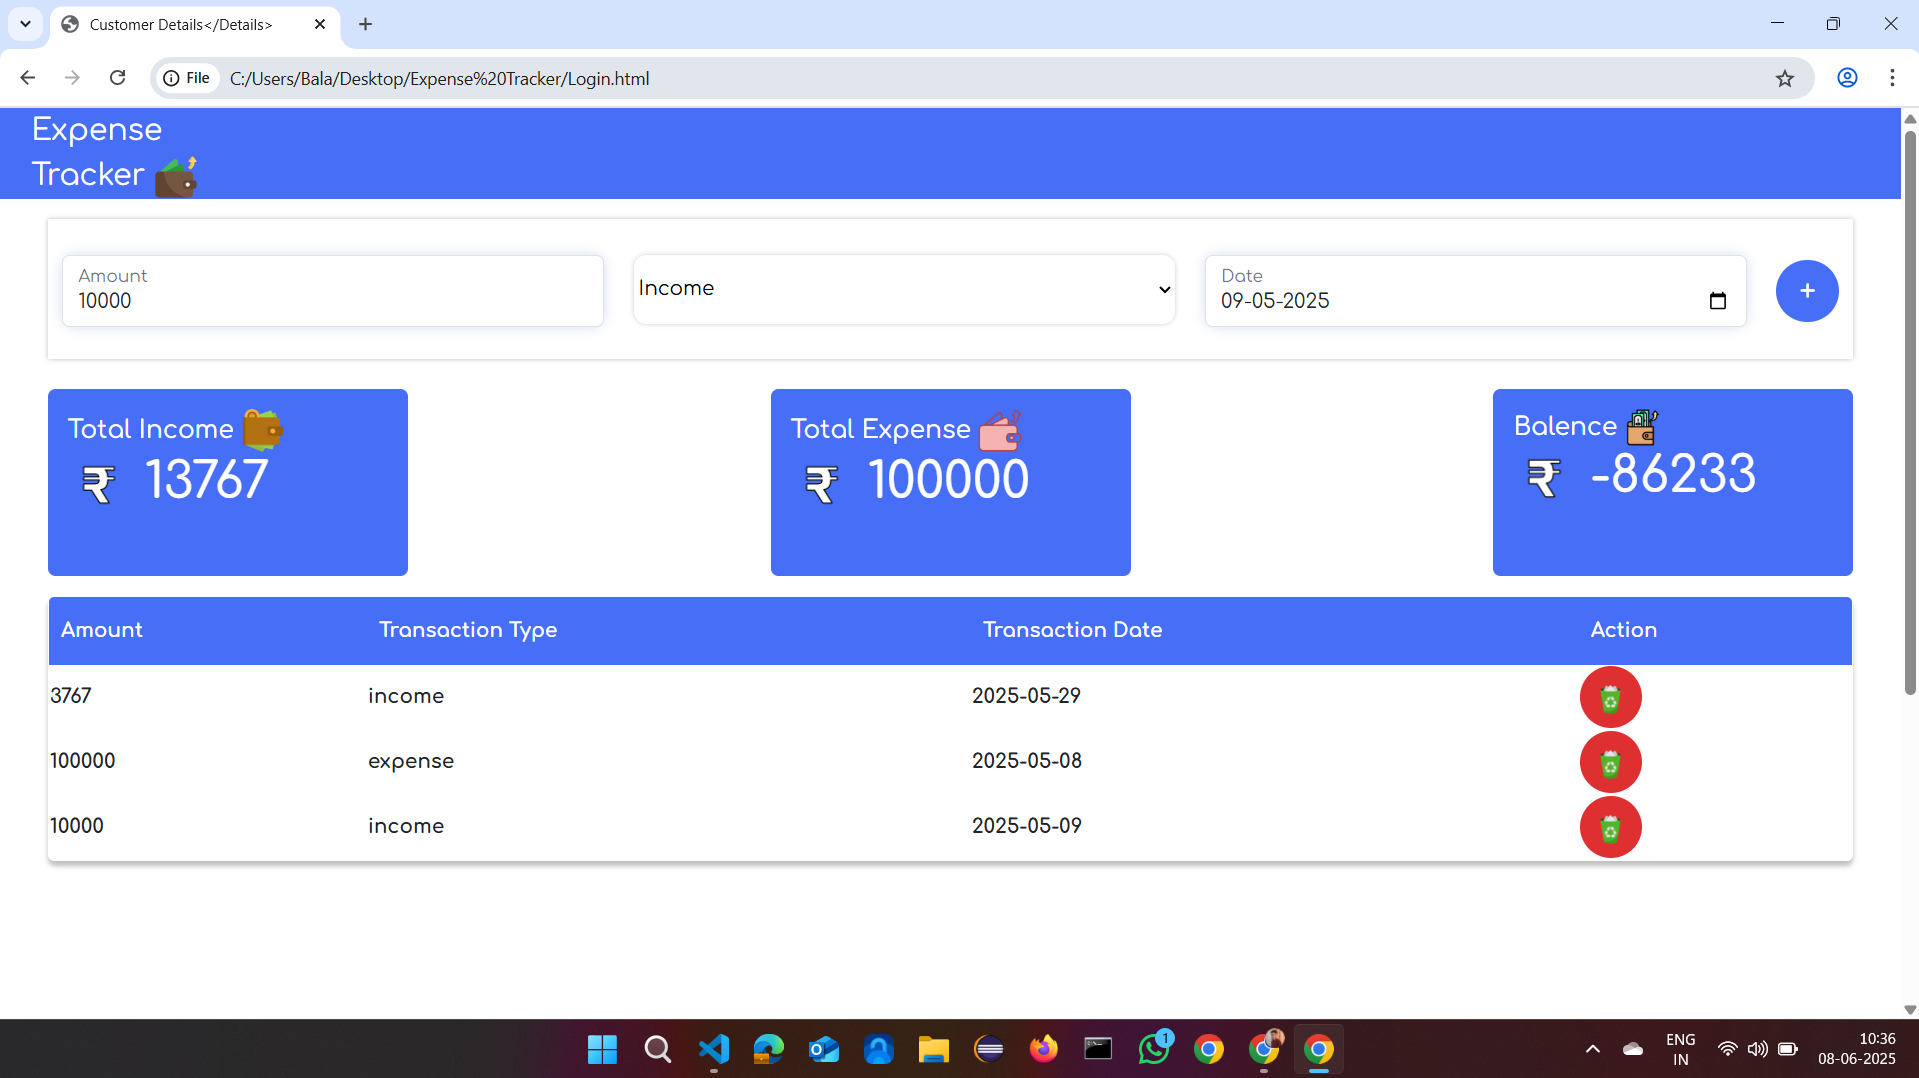 Customer Details</Details>
File C:/Users/Bala/Desktop/Expense%20Tracker/Login.html
Expense
Tracker
Amount
10000
Income
Date
09-05-2025
+
Total Income
₹ 13767
Total Expense
₹ 100000
Balence
₹ -86233
Amount Transaction Type Transaction Date Action
3767 income 2025-05-29
100000 expense 2025-05-08
10000 income 2025-05-09
1
ENG
IN
10:36
08-06-2025